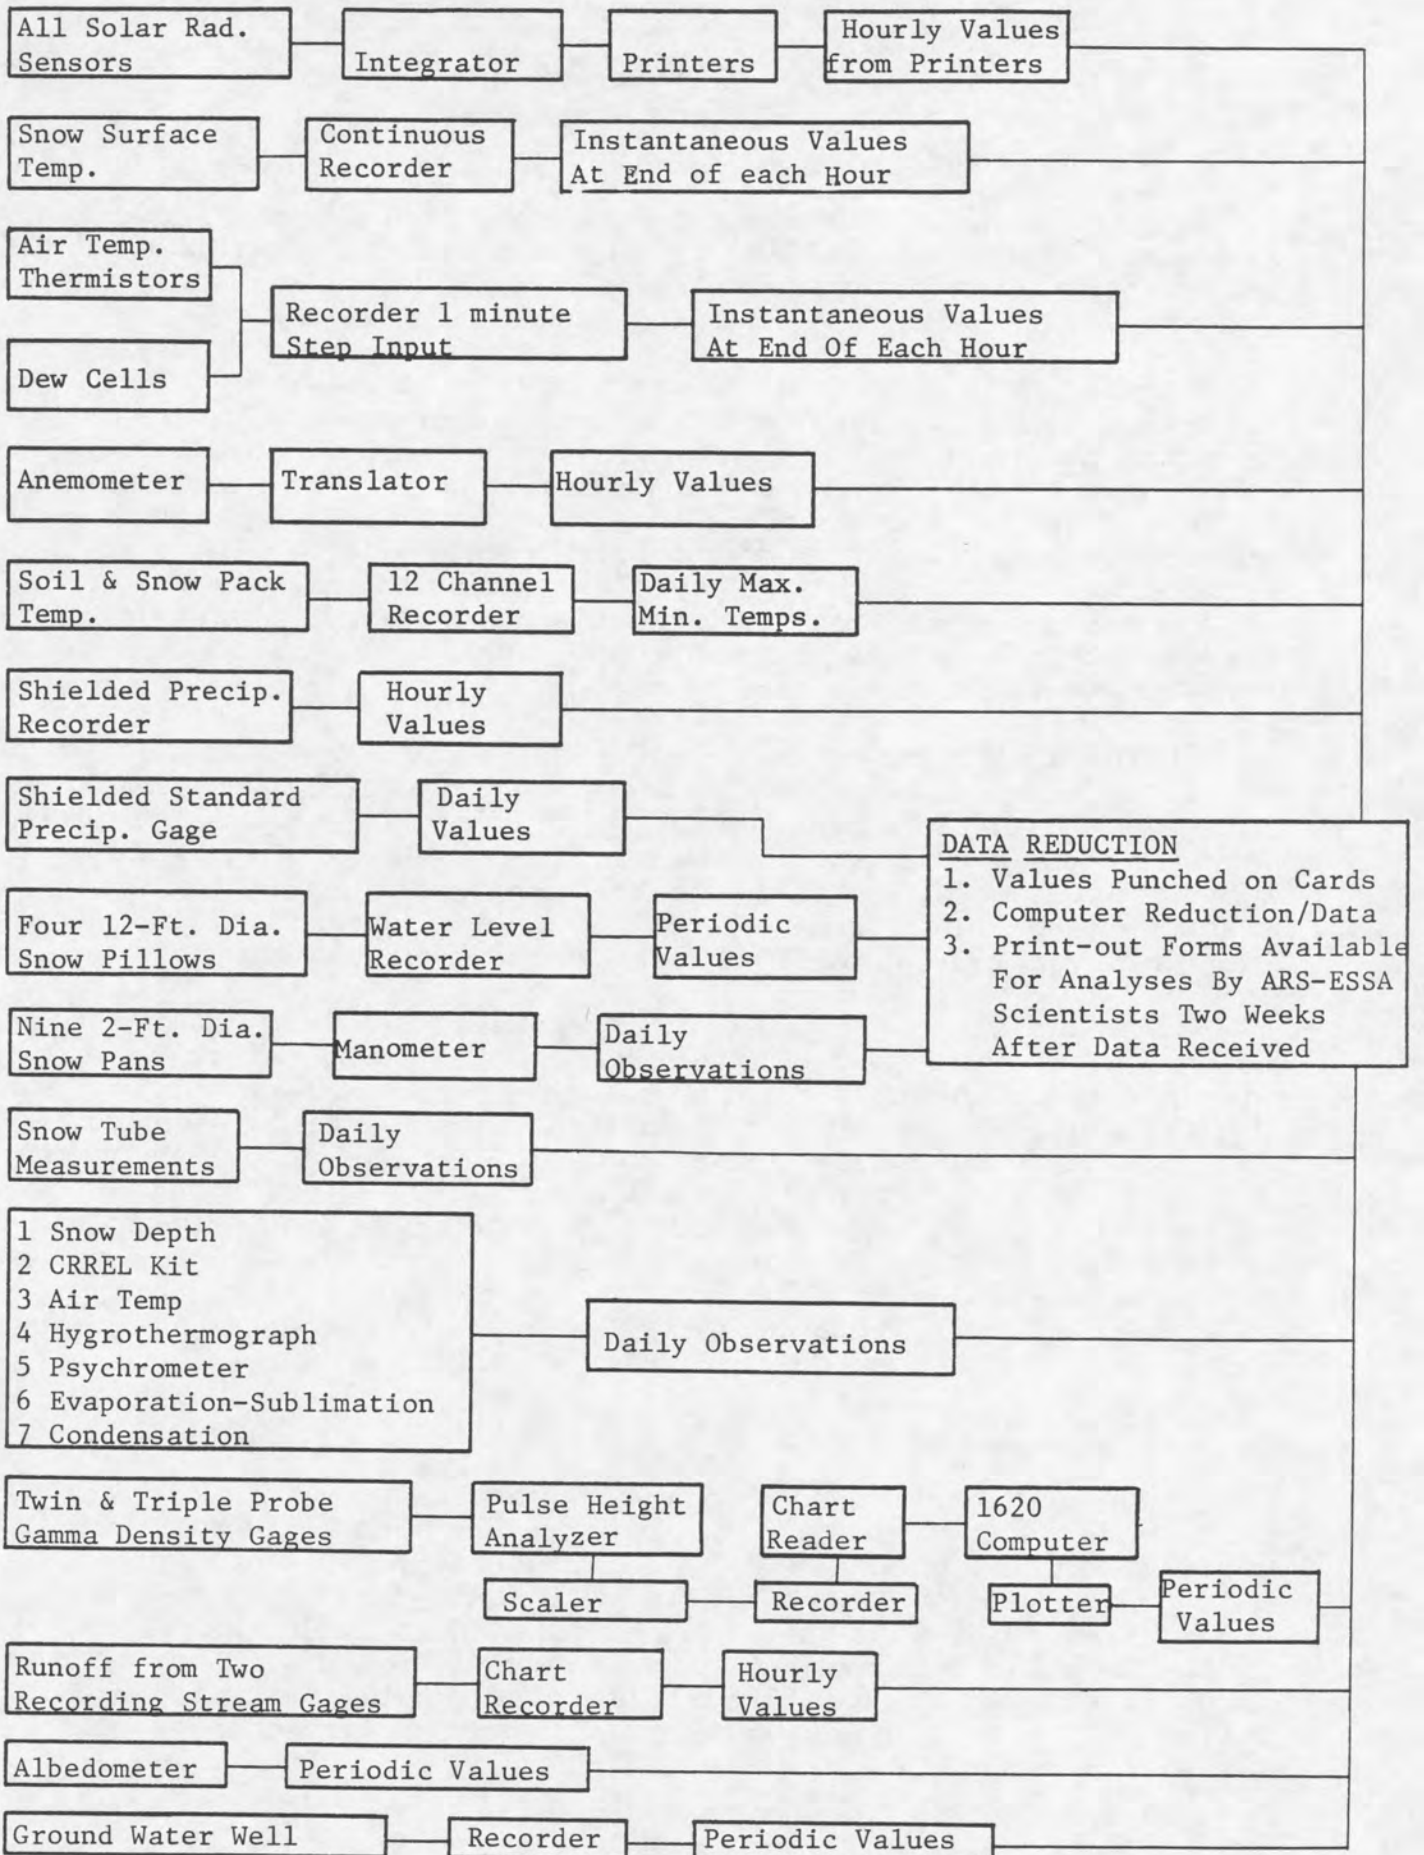 All Solar Rad.
Sensors
Integrator
Printers
Hourly Values
from Printers
Snow Surface
Temp.
Continuous
Recorder
Instantaneous Values
At End of each Hour
Air Temp.
Thermistors
Dew Cells
Recorder 1 minute
Step Input
Instantaneous Values
At End Of Each Hour
Anemometer
Translator
Hourly Values
Soil & Snow Pack
Temp.
12 Channel
Recorder
Daily Max.
Min. Temps.
Shielded Precip.
Recorder
Hourly
Values
Shielded Standard
Precip. Gage
Daily
Values
Four 12-Ft. Dia.
Snow Pillows
Water Level
Recorder
Periodic
Values
Nine 2-Ft. Dia.
Snow Pans
Manometer
Daily
Observations
DATA REDUCTION
1. Values Punched on Cards
2. Computer Reduction/Data
3. Print-out Forms Available
For Analyses By ARS-ESSA
Scientists Two Weeks
After Data Received
Snow Tube
Measurements
Daily
Observations
1 Snow Depth
2 CRREL Kit
3 Air Temp
4 Hygrothermograph
5 Psychrometer
6 Evaporation-Sublimation
7 Condensation
Daily Observations
Twin & Triple Probe
Gamma Density Gages
Pulse Height
Analyzer
Scaler
Chart
Reader
Recorder
1620
Computer
Plotter
Periodic
Values
Runoff from Two
Recording Stream Gages
Chart
Recorder
Hourly
Values
Albedometer
Periodic Values
Ground Water Well
Recorder
Periodic Values